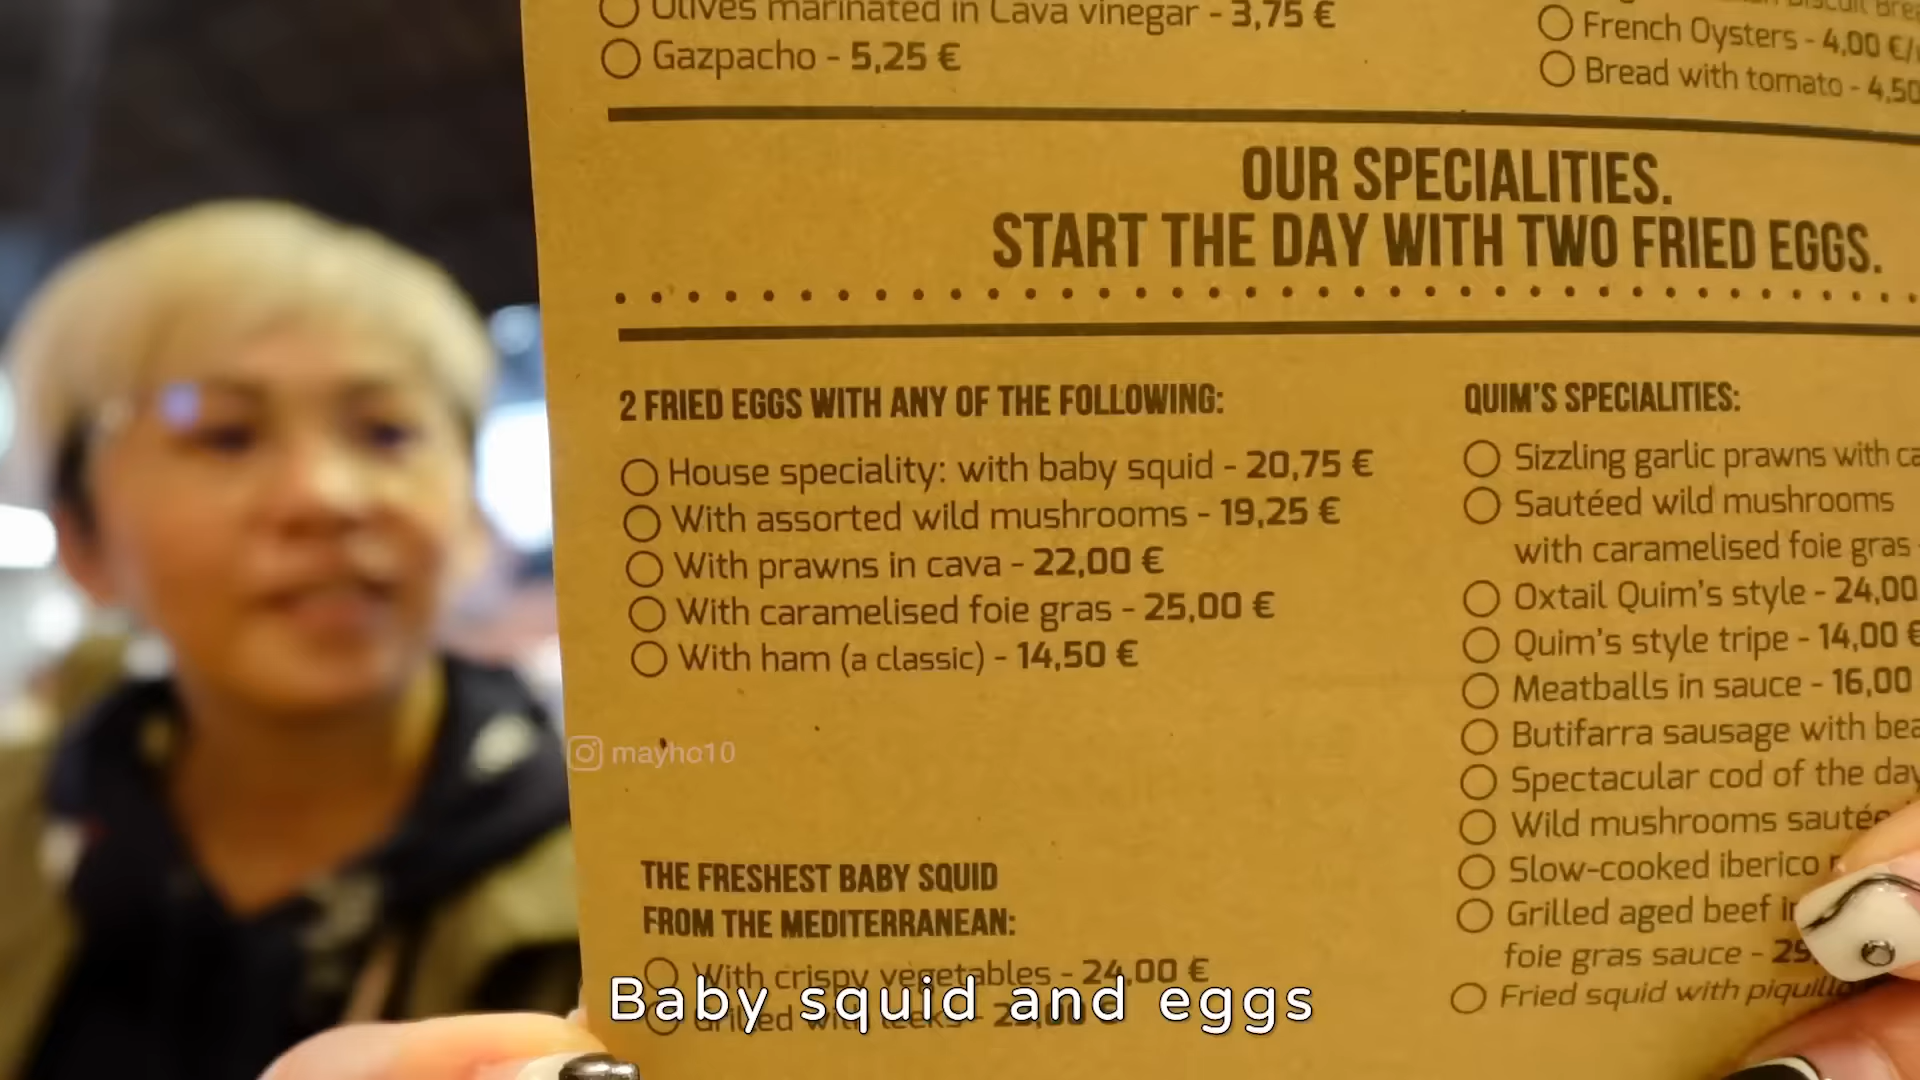 Olives marinated in Cava vinegar - 3,75 €
Gazpacho - 5,25 €
French Oysters - 4,00 €/
Bread with tomato - 4,50
OUR SPECIALITIES.
START THE DAY WITH TWO FRIED EGGS.
2 FRIED EGGS WITH ANY OF THE FOLLOWING:
House speciality: with baby squid - 20,75 €
With assorted wild mushrooms - 19,25 €
With prawns in cava - 22,00 €
With caramelised foie gras - 25,00 €
With ham (a classic) - 14,50 €
mayho10
THE FRESHEST BABY SQUID
FROM THE MEDITERRANEAN:
With crispy vegetables - 24,00 €
Grilled with leeks -
QUIM'S SPECIALITIES:
Sizzling garlic prawns with
Sautéed wild mushrooms
with caramelised foie gras -
Oxtail Quim's style - 24,00
Quim's style tripe - 14,00 €
Meatballs in sauce - 16,00
Butifarra sausage with
Spectacular cod of the day
Wild mushrooms
Slow-cooked iberico
Grilled aged beef
foie gras sauce -
Fried squid with
Baby squid and eggs